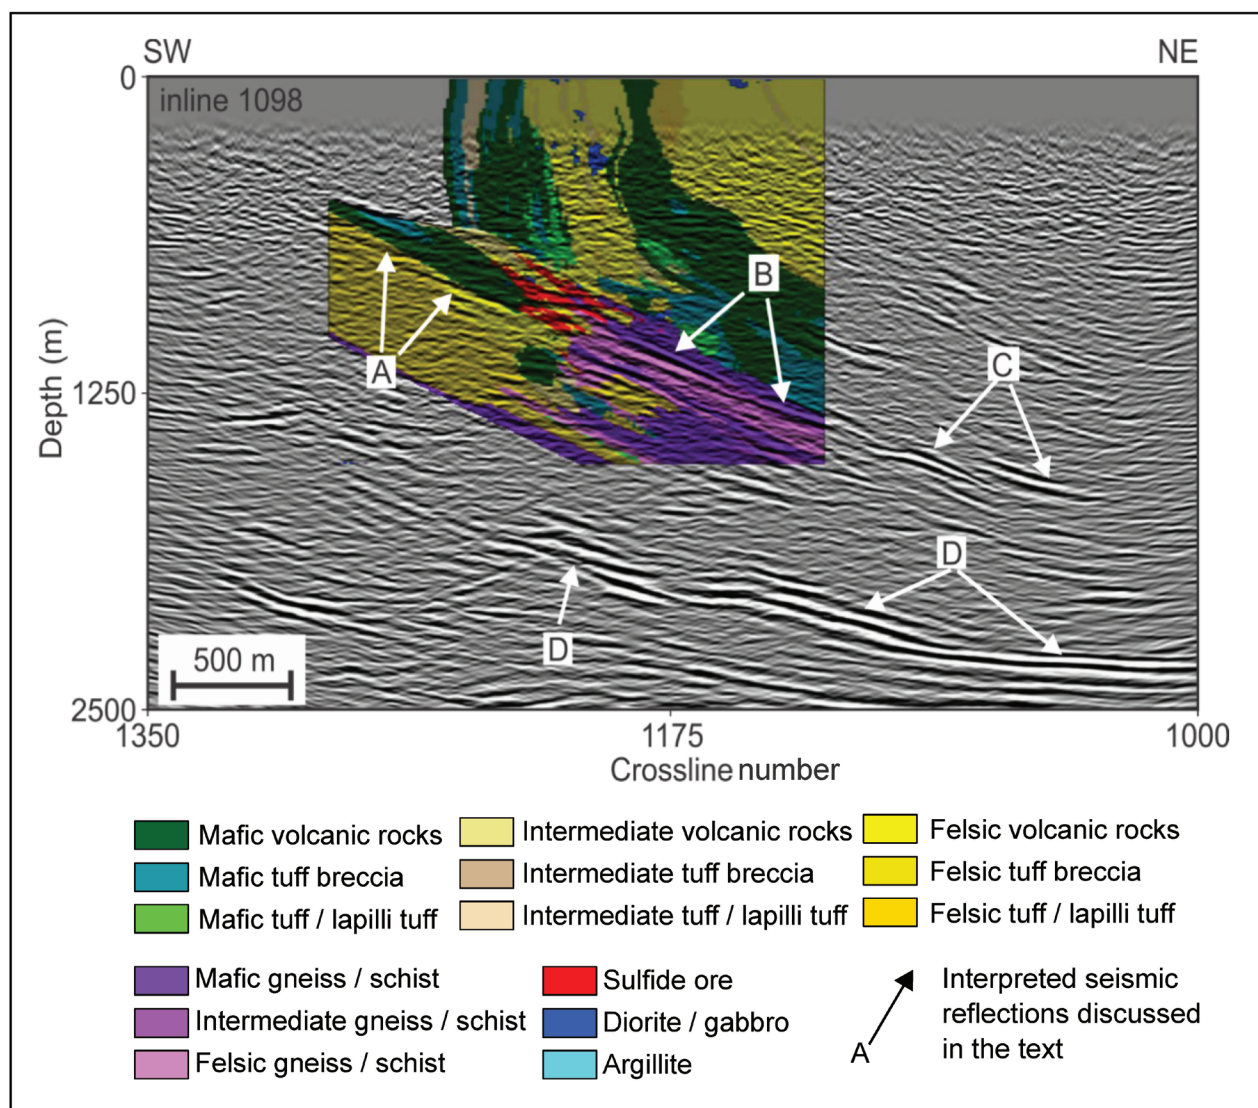 SW
NE
0
inline 1098
B
A
C
1250
Depth (m)
D
D
500 m
2500
1350
1175
1000
Crossline number
Mafic volcanic rocks
Intermediate volcanic rocks
Felsic volcanic rocks
Mafic tuff breccia
Intermediate tuff breccia
Felsic tuff breccia
Mafic tuff / lapilli tuff
Intermediate tuff / lapilli tuff
Felsic tuff / lapilli tuff
Mafic gneiss / schist
Sulfide ore
Intermediate gneiss / schist
Diorite / gabbro
Felsic gneiss / schist
Argillite
A
Interpreted seismic
reflections discussed
in the text